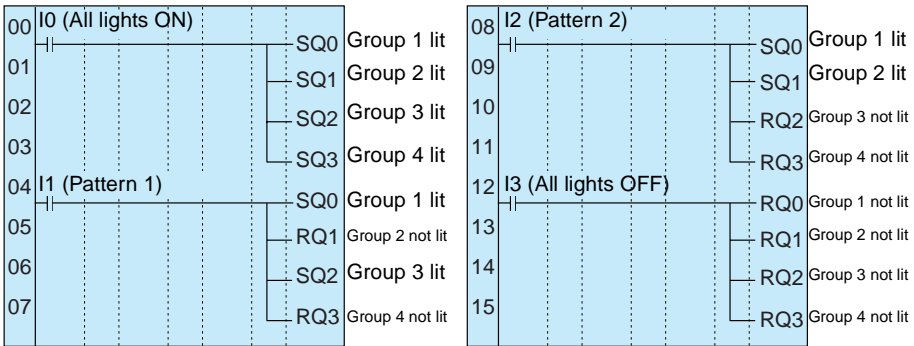 00 I0 (All lights ON)
SQ0 Group 1 lit
01 SQ1 Group 2 lit
02 SQ2 Group 3 lit
03 SQ3 Group 4 lit
04 I1 (Pattern 1)
SQ0 Group 1 lit
05 RQ1 Group 2 not lit
06 SQ2 Group 3 lit
07 RQ3 Group 4 not lit
08 I2 (Pattern 2)
SQ0 Group 1 lit
09 SQ1 Group 2 lit
10 RQ2 Group 3 not lit
11 RQ3 Group 4 not lit
12 I3 (All lights OFF)
RQ0 Group 1 not lit
13 RQ1 Group 2 not lit
14 RQ2 Group 3 not lit
15 RQ3 Group 4 not lit